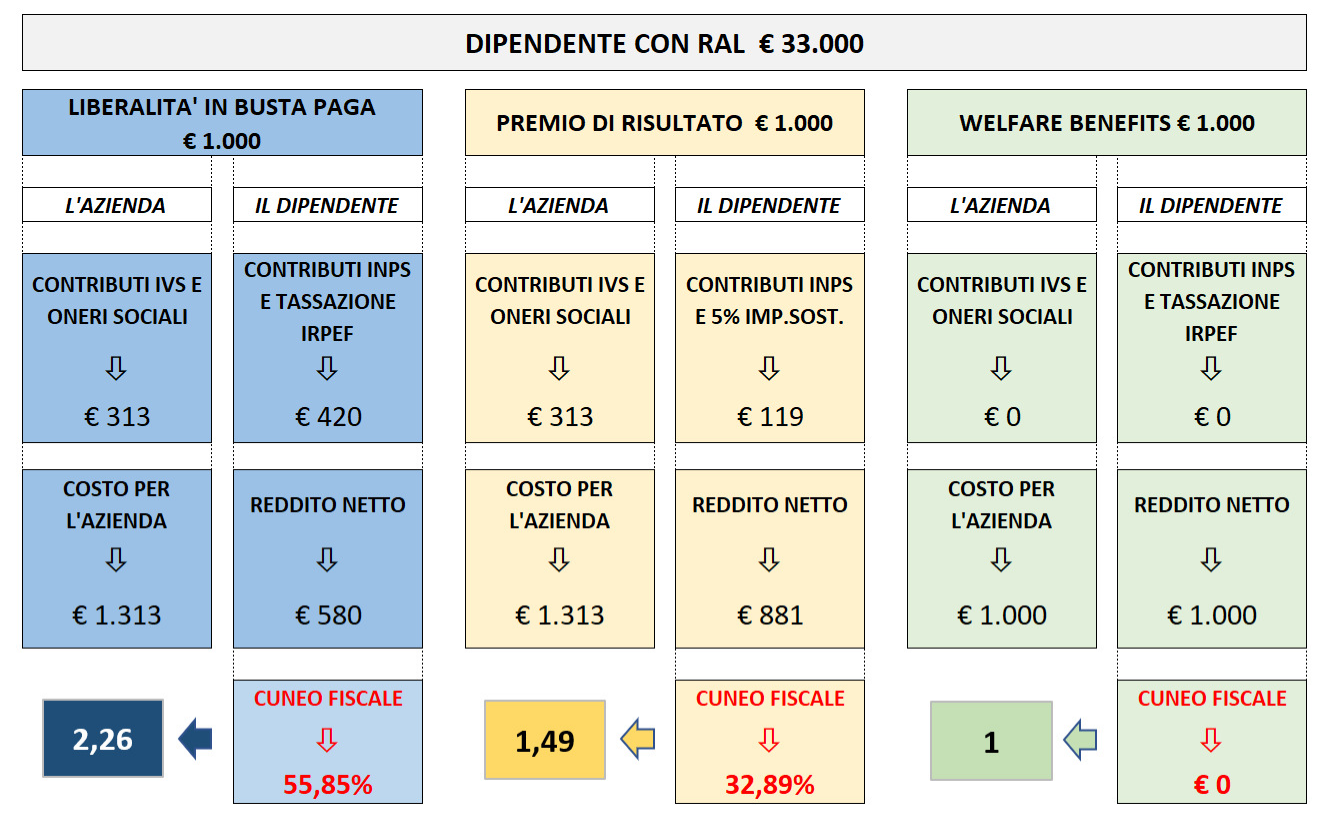 DIPENDENTE CON RAL € 33.000
LIBERALITA' IN BUSTA PAGA
€ 1.000
L'AZIENDA
IL DIPENDENTE
CONTRIBUTI IVS E
ONERI SOCIALI
€ 313
CONTRIBUTI INPS
E TASSAZIONE
IRPEF
€ 420
COSTO PER
L'AZIENDA
€ 1.313
REDDITO NETTO
€ 580
2,26
CUNEO FISCALE
55,85%
PREMIO DI RISULTATO € 1.000
L'AZIENDA
IL DIPENDENTE
CONTRIBUTI IVS E
ONERI SOCIALI
€ 313
CONTRIBUTI INPS
E 5% IMP.SOST.
€ 119
COSTO PER
L'AZIENDA
€ 1.313
REDDITO NETTO
€ 881
1,49
CUNEO FISCALE
32,89%
WELFARE BENEFITS € 1.000
L'AZIENDA
IL DIPENDENTE
CONTRIBUTI IVS E
ONERI SOCIALI
€ 0
CONTRIBUTI INPS
E TASSAZIONE
IRPEF
€ 0
COSTO PER
L'AZIENDA
€ 1.000
REDDITO NETTO
€ 1.000
1
CUNEO FISCALE
€ 0